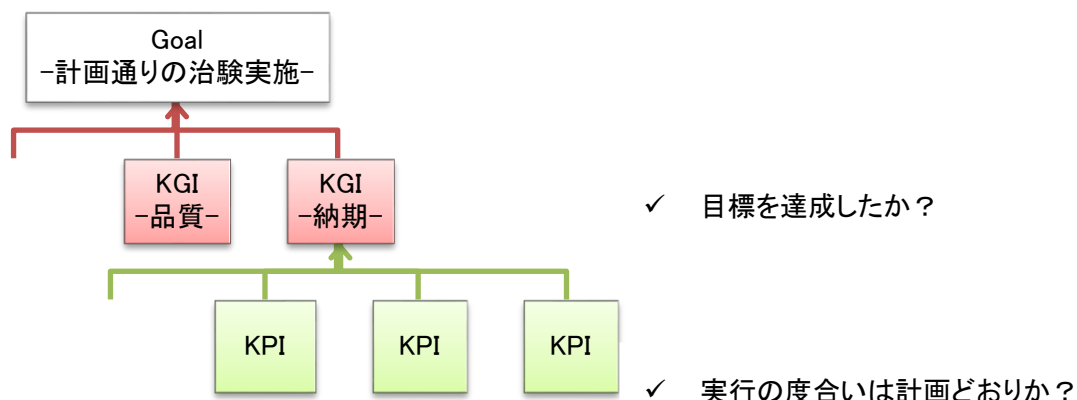 Goal
-計画通りの治験実施-
KGI
-品質-
KGI
-納期-
✓ 目標を達成したか？
KPI
KPI
KPI
✓ 実行の度合いは計画どおりか？